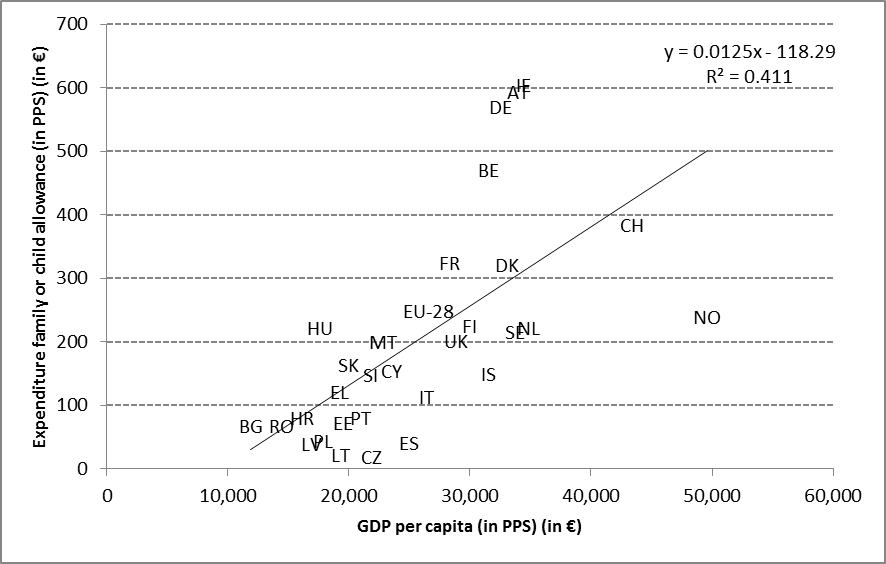 700
600
500
400
300
200
100
0
Expenditure family or child allowance (in PPS) (in €)
y = 0.0125x - 118.29
R² = 0.411
IE
AT
DE
BE
CH
FR
DK
EU-28
NO
HU
FI
SE
NL
MT
UK
SK
SI
CY
IS
EL
IT
HR
PT
BG
RO
EE
LV
PL
ES
LT
CZ
0
10,000
20,000
30,000
40,000
50,000
60,000
GDP per capita (in PPS) (in €)